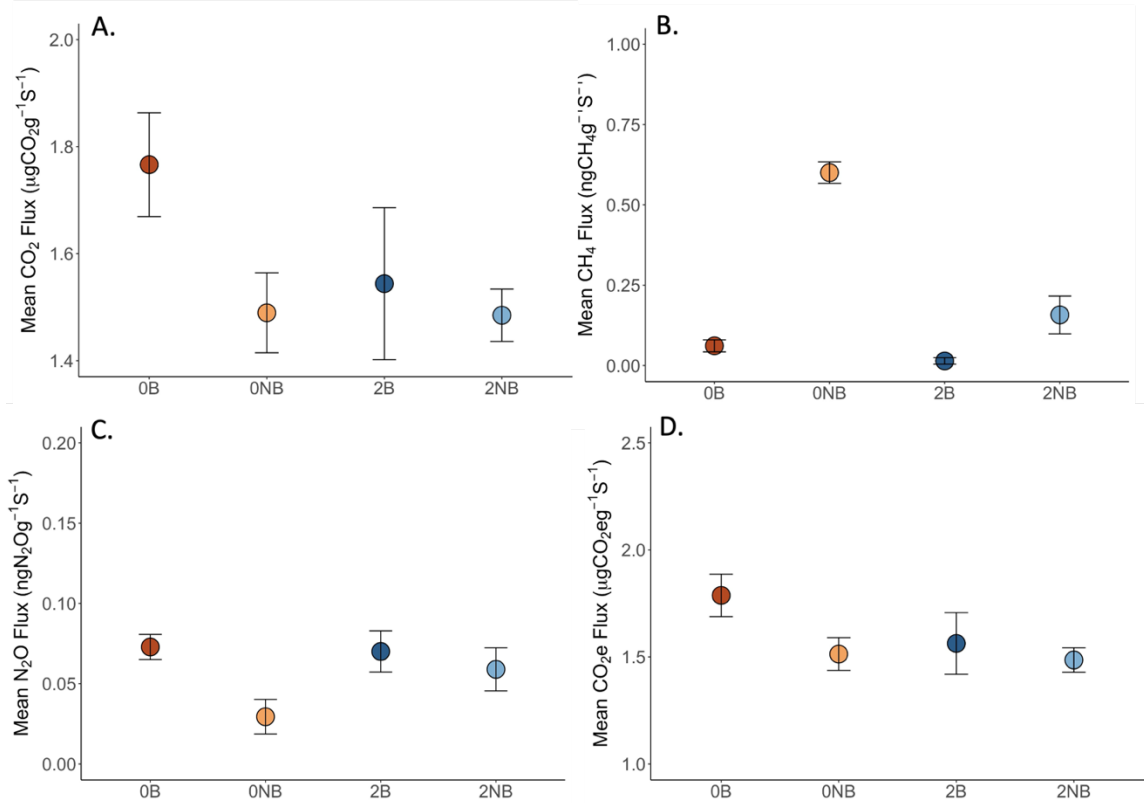 A.
Mean CO₂ Flux (μgCO₂g⁻¹S⁻¹)
2.0
1.8
1.6
1.4
0B 0NB 2B 2NB
B.
Mean CH₄ Flux (ngCH₄g⁻¹S⁻¹)
1.00
0.75
0.50
0.25
0.00
0B 0NB 2B 2NB
C.
Mean N₂O Flux (ngN₂Og⁻¹S⁻¹)
0.20
0.15
0.10
0.05
0.00
0B 0NB 2B 2NB
D.
Mean CO₂e Flux (μgCO₂eg⁻¹S⁻¹)
2.5
2.0
1.5
1.0
0B 0NB 2B 2NB